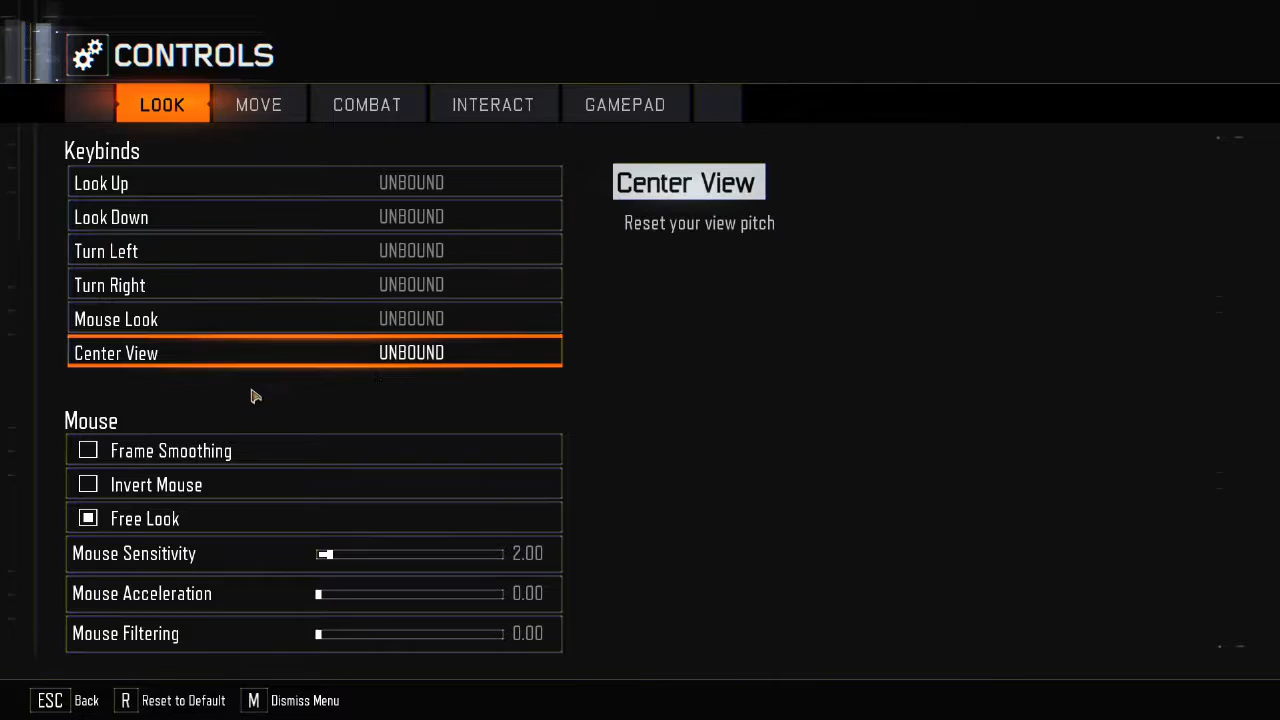 CONTROLS
LOOK MOVE COMBAT INTERACT GAMEPAD
Keybinds
Look Up UNBOUND
Look Down UNBOUND
Turn Left UNBOUND
Turn Right UNBOUND
Mouse Look UNBOUND
Center View UNBOUND
Center View
Reset your view pitch
Mouse
Frame Smoothing
Invert Mouse
Free Look
Mouse Sensitivity 2.00
Mouse Acceleration 0.00
Mouse Filtering 0.00
ESC Back R Reset to Default M Dismiss Menu